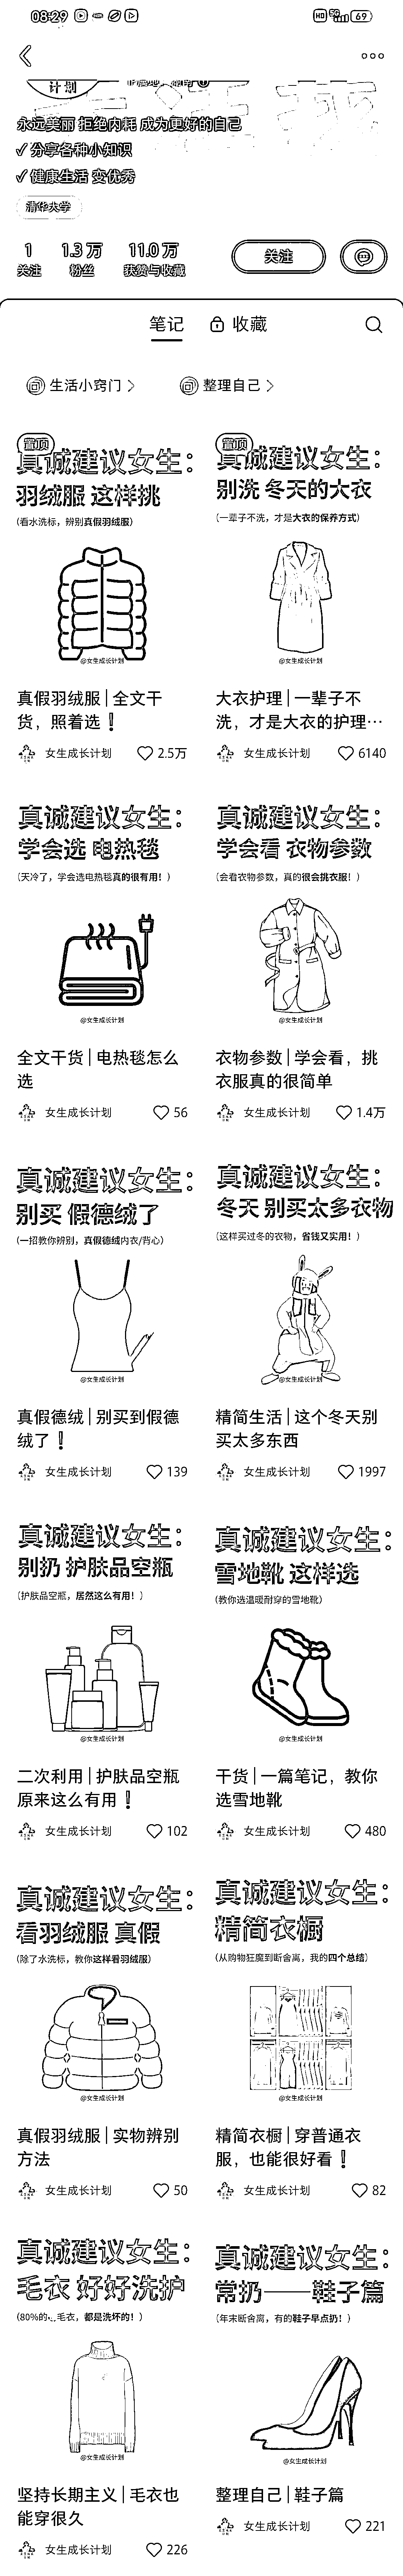 08:29
HD 5G 69
计划
永远美丽 拒绝内耗 成为更好的自己
✓ 分享各种小知识
✓ 健康生活 变优秀
清华大学
1 1.3万 11.0万
关注 粉丝 获赞与收藏
关注
笔记 收藏
生活小窍门 整理自己
置顶
真诚建议女生：
羽绒服 这样挑
(看水洗标，辨别真假羽绒服)
@女生成长计划
真假羽绒服|全文干
货，照着选❗
女生成长计划 2.5万
置顶
真诚建议女生：
别洗 冬天的大衣
(一辈子不洗，才是大衣的保养方式)
@女生成长计划
大衣护理|一辈子不
洗，才是大衣的护理…
女生成长计划 6140
真诚建议女生：
学会选 电热毯
(天冷了，学会选电热毯真的很有用！)
@女生成长计划
全文干货|电热毯怎么
选
女生成长计划 56
真诚建议女生：
学会看 衣物参数
(会看衣物参数，真的很会挑衣服！)
@女生成长计划
衣物参数|学会看，挑
衣服真的很简单
女生成长计划 1.4万
真诚建议女生：
别买 假德绒了
(一招教你辨别，真假德绒内衣/背心)
@女生成长计划
真假德绒|别买到假德
绒了❗
女生成长计划 139
真诚建议女生：
冬天 别买太多衣物
(这样买过冬的衣物，省钱又实用！)
@女生成长计划
精简生活|这个冬天别
买太多东西
女生成长计划 1997
真诚建议女生：
别扔 护肤品空瓶
(护肤品空瓶，居然这么有用！)
@女生成长计划
二次利用|护肤品空瓶
原来这么有用❗
女生成长计划 102
真诚建议女生：
雪地靴 这样选
(教你选温暖耐穿的雪地靴)
@女生成长计划
干货|一篇笔记，教你
选雪地靴
女生成长计划 480
真诚建议女生：
看羽绒服 真假
(除了水洗标，教你这样看羽绒服)
@女生成长计划
真假羽绒服|实物辨别
方法
女生成长计划 50
真诚建议女生：
精简衣橱
(从购物狂魔到断舍离，我的四个总结)
@女生成长计划
精简衣橱|穿普通衣
服，也能很好看❗
女生成长计划 82
真诚建议女生：
毛衣 好好洗护
(80%的 毛衣，都是洗坏的！)
@女生成长计划
坚持长期主义|毛衣也
能穿很久
女生成长计划 226
真诚建议女生：
常扔——鞋子篇
(年末断舍离，有的鞋子早点扔！)
@女生成长计划
整理自己|鞋子篇
女生成长计划 221